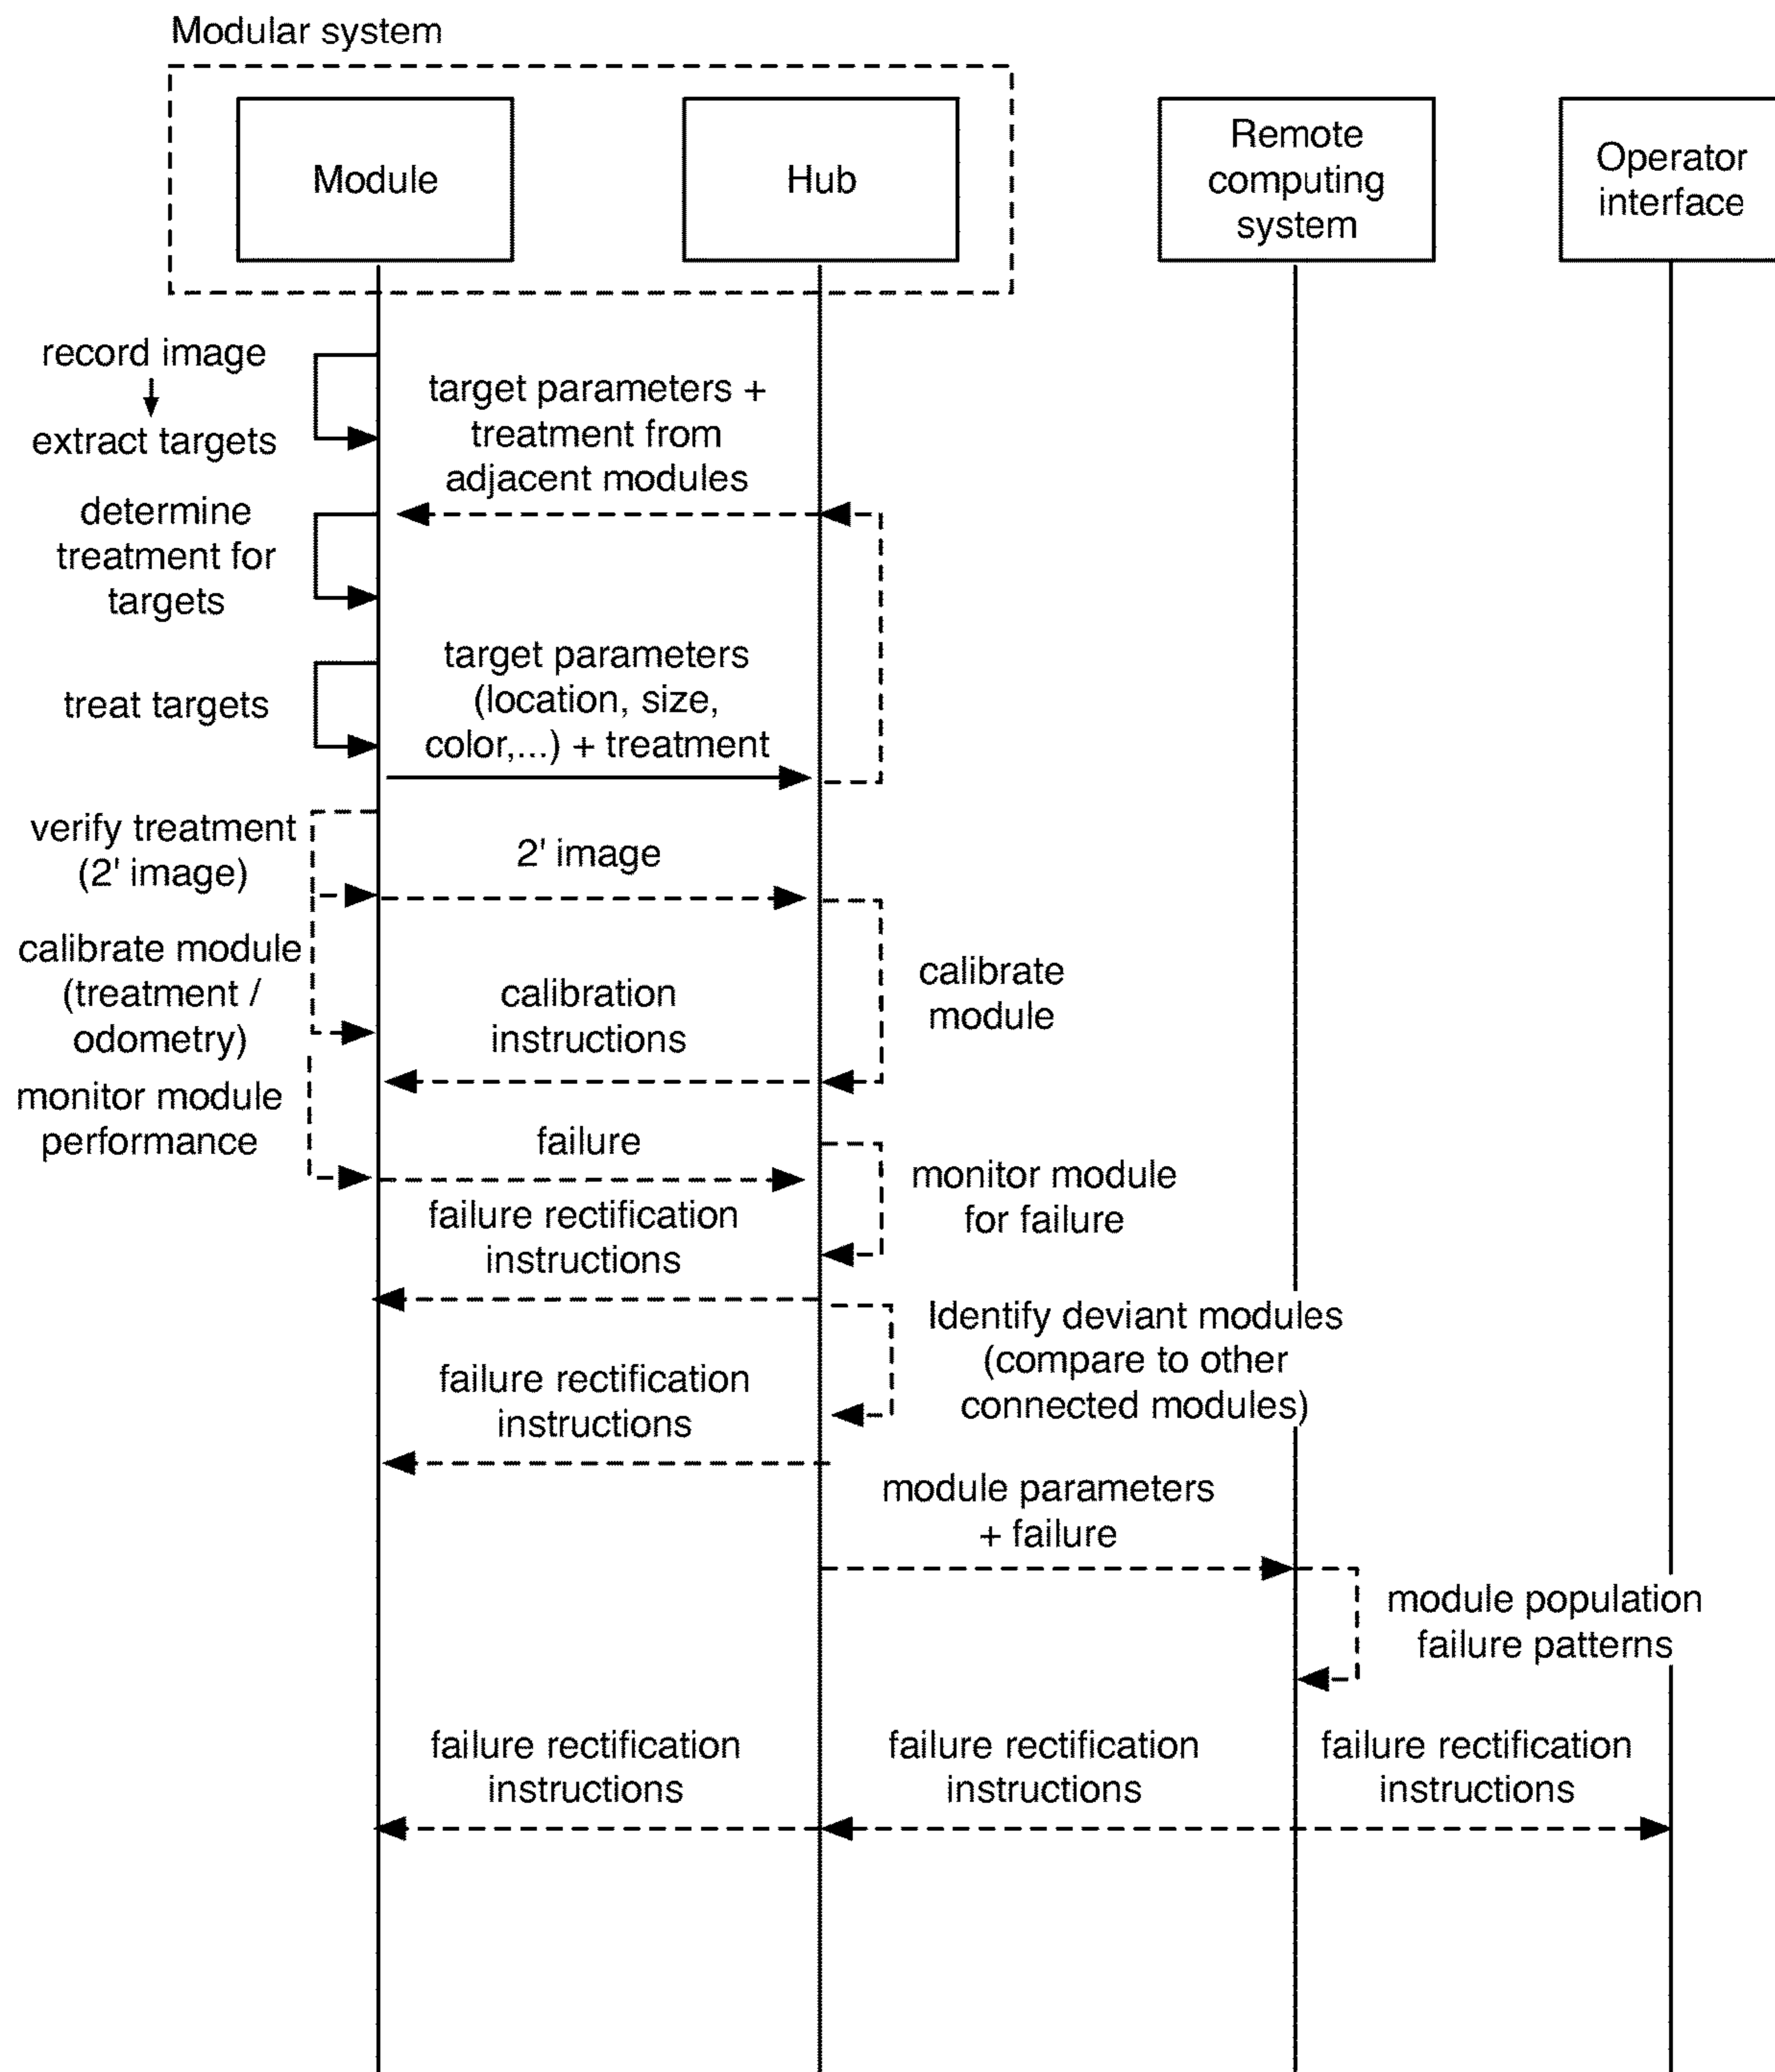 Modular system
Module
Hub
Remote
computing
system
Operator
interface
record image
extract targets
target parameters +
treatment from
adjacent modules
determine
treatment for
targets
target parameters
(location, size,
color,...) + treatment
treat targets
verify treatment
(2' image)
2' image
calibrate module
(treatment /
odometry)
calibration
instructions
calibrate
module
monitor module
performance
failure
monitor module
for failure
failure rectification
instructions
Identify deviant modules
(compare to other
connected modules)
failure rectification
instructions
module parameters
+ failure
module population
failure patterns
failure rectification
instructions
failure rectification
instructions
failure rectification
instructions